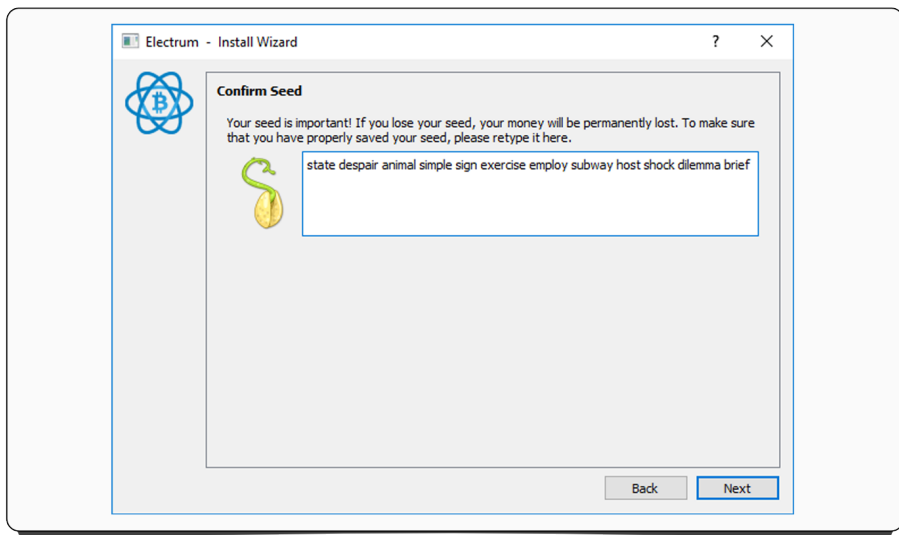 Electrum - Install Wizard
?
Confirm Seed
Your seed is important! If you lose your seed, your money will be permanently lost. To make sure
that you have properly saved your seed, please retype it here.
state despair animal simple sign exercise employ subway host shock dilemma brief
Back
Next